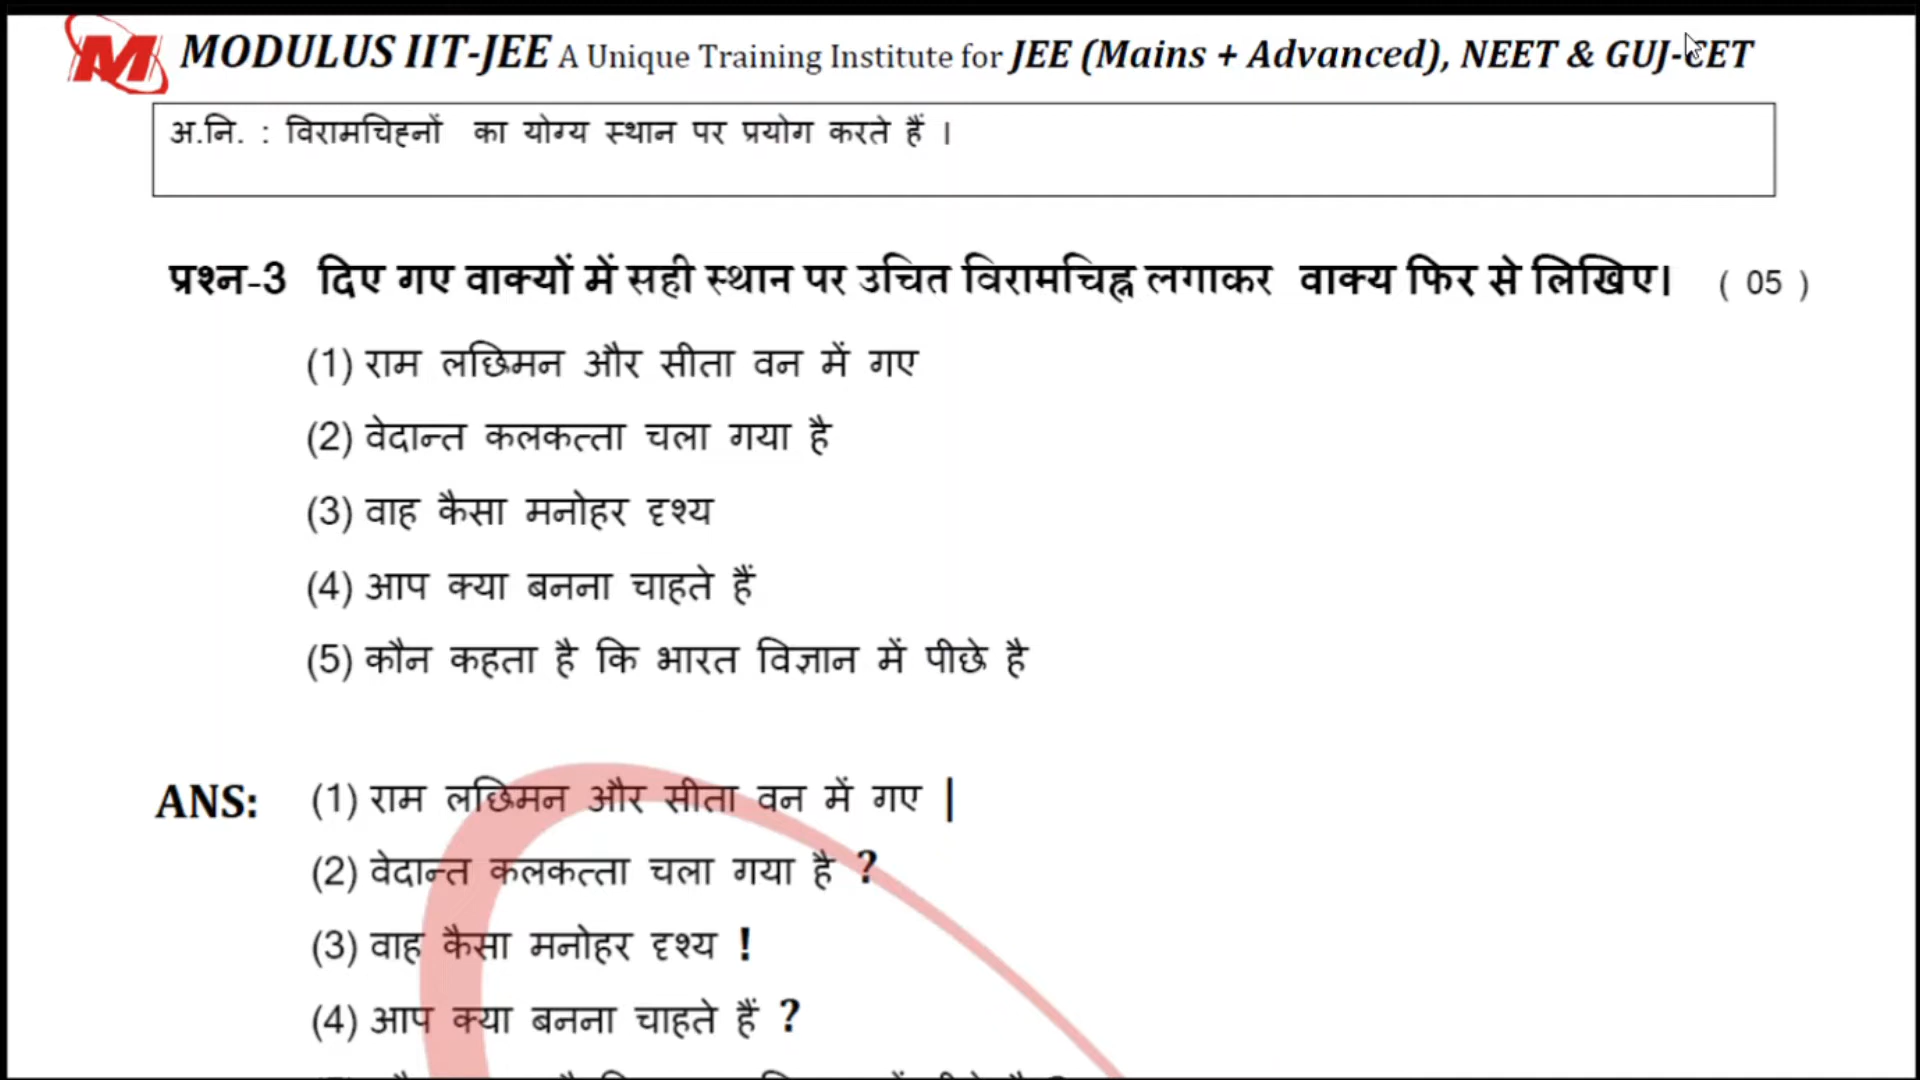 M MODULUS IIT-JEE A Unique Training Institute for JEE (Mains + Advanced), NEET & GUJ-CET
अ.नि. : विरामचिह्नों का योग्य स्थान पर प्रयोग करते हैं ।
प्रश्न-3 दिए गए वाक्यों में सही स्थान पर उचित विरामचिह्न लगाकर वाक्य फिर से लिखिए। ( 05 )
(1) राम लछिमन और सीता वन में गए
(2) वेदान्त कलकत्ता चला गया है
(3) वाह कैसा मनोहर दृश्य
(4) आप क्या बनना चाहते हैं
(5) कौन कहता है कि भारत विज्ञान में पीछे है
ANS: (1) राम लछिमन और सीता वन में गए |
(2) वेदान्त कलकत्ता चला गया है ?
(3) वाह कैसा मनोहर दृश्य !
(4) आप क्या बनना चाहते हैं ?